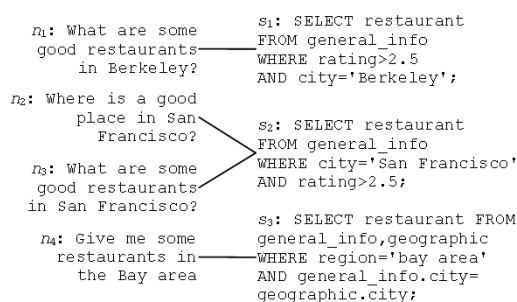 n₁: What are some
good restaurants
in Berkeley?
s₁: SELECT restaurant
FROM general_info
WHERE rating>2.5
AND city='Berkeley';
n₂: Where is a good
place in San
Francisco?
n₃: What are some
good restaurants
in San Francisco?
s₂: SELECT restaurant
FROM general_info
WHERE city='San Francisco'
AND rating>2.5;
n₄: Give me some
restaurants in
the Bay area
s₃: SELECT restaurant FROM
general_info,geographic
WHERE region='bay area'
AND general_info.city=
geographic.city;